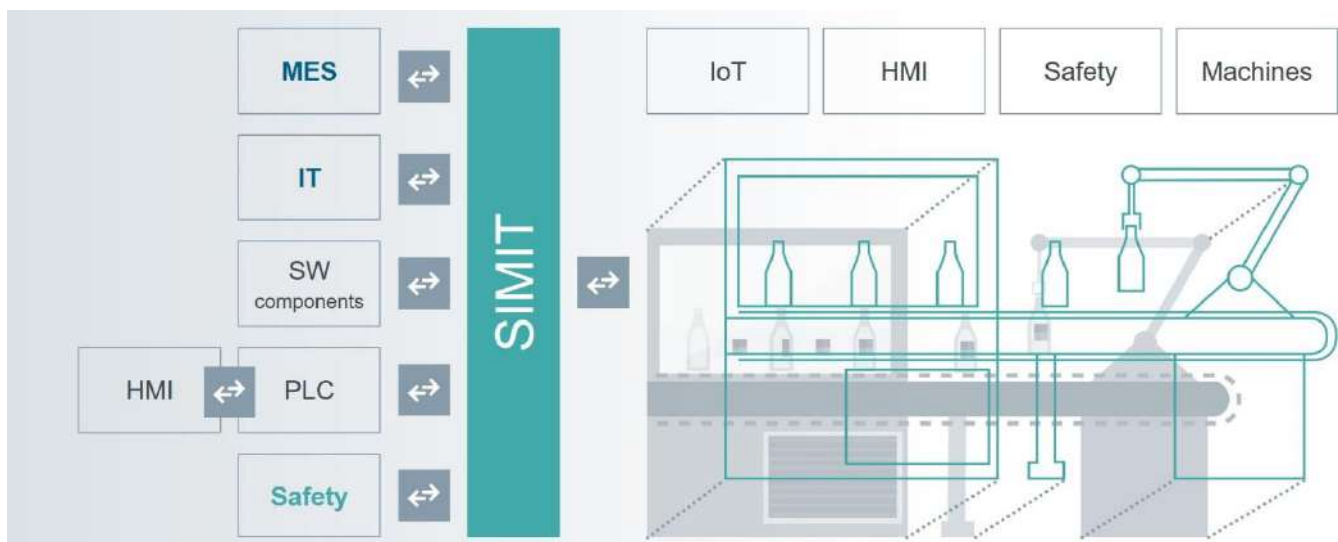 MES
IT
SW
components
HMI
PLC
Safety
SIMIT
IoT
HMI
Safety
Machines